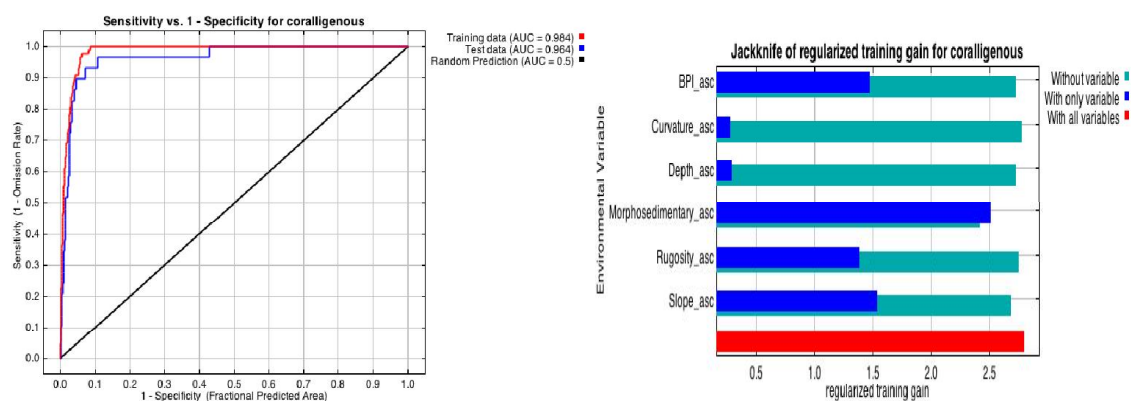 Sensitivity vs. 1 - Specificity for coralligenous
Training data (AUC = 0.984)
Test data (AUC = 0.964)
Random Prediction (AUC = 0.5)
Sensitivity (1 - Omission Rate)
1.0
0.9
0.8
0.7
0.6
0.5
0.4
0.3
0.2
0.1
0.0
0.0 0.1 0.2 0.3 0.4 0.5 0.6 0.7 0.8 0.9 1.0
1 - Specificity (Fractional Predicted Area)
Jackknife of regularized training gain for coralligenous
Without variable
With only variable
With all variables
Environmental Variable
BPI_asc
Curvature_asc
Depth_asc
Morphosedimentary_asc
Rugosity_asc
Slope_asc
0.5 1.0 1.5 2.0 2.5
regularized training gain